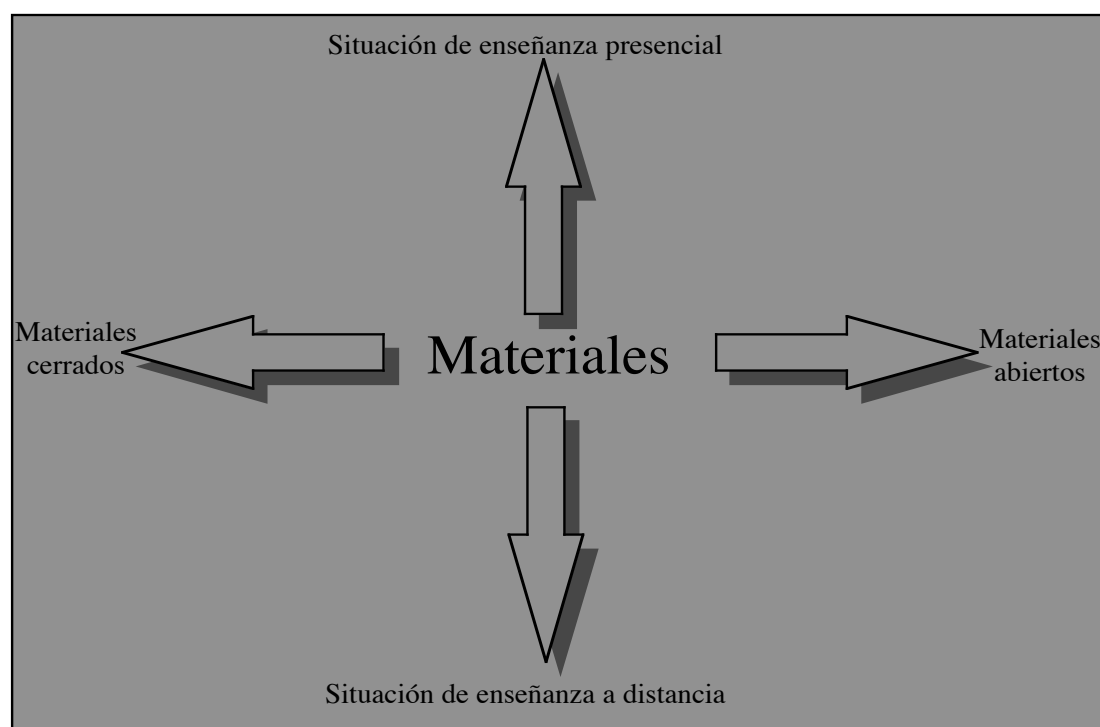 Situación de enseñanza presencial
Materiales
cerrados
Materiales
Materiales
abiertos
Situación de enseñanza a distancia